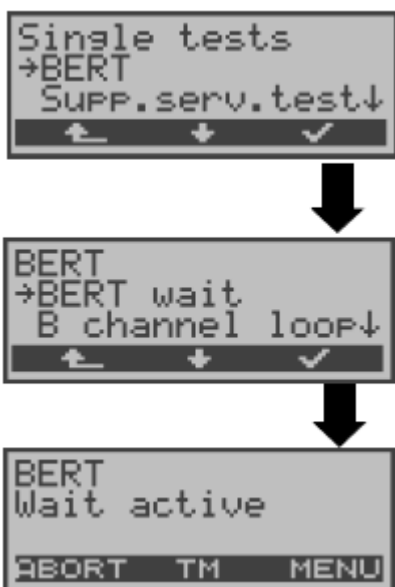 Single tests
→BERT
Supp.serv.test↓
BERT
→BERT wait
B channel loop↓
BERT
Wait active
ABORT TM MENU